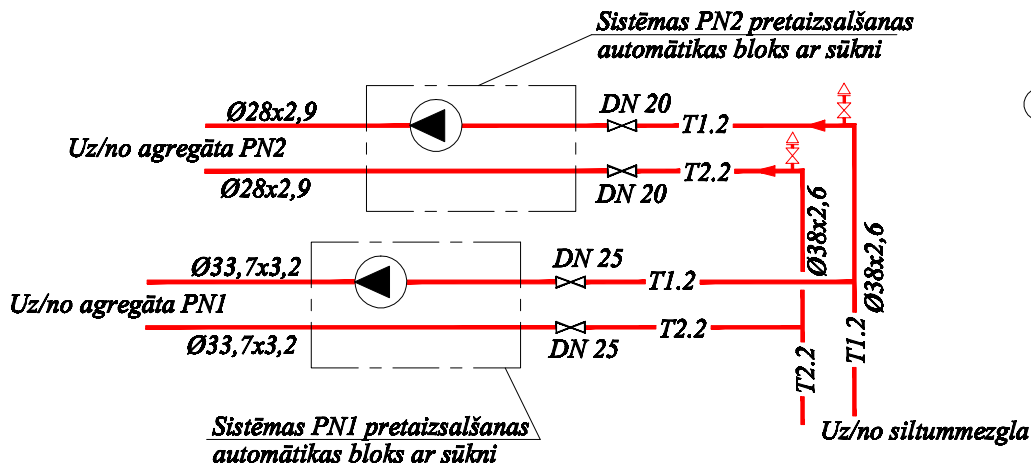 Sistēmas PN2 pretaizsalšanas
automātikas bloks ar sūkni
Ø28x2,9
DN 20
T1.2
Uz/no agregāta PN2
Ø28x2,9
DN 20
T2.2
Ø38x2,6
Ø38x2,6
Ø33,7x3,2
DN 25
T1.2
Uz/no agregāta PN1
Ø33,7x3,2
DN 25
T2.2
T2.2
T1.2
Sistēmas PN1 pretaizsalšanas
automātikas bloks ar sūkni
Uz/no siltummezgla